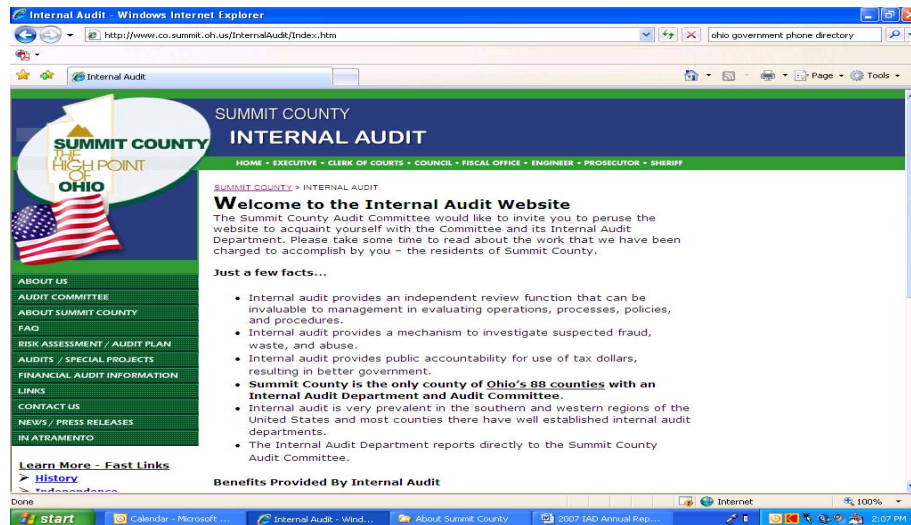 Internal Audit - Windows Internet Explorer
http://www.co.summit.oh.us/InternalAudit/Index.htm
ohio government phone directory
Internal Audit
Page
Tools
SUMMIT COUNTY
THE
HIGH POINT
OF
OHIO
SUMMIT COUNTY
INTERNAL AUDIT
HOME • EXECUTIVE • CLERK OF COURTS • COUNCIL • FISCAL OFFICE • ENGINEER • PROSECUTOR • SHERIFF
ABOUT US
AUDIT COMMITTEE
ABOUT SUMMIT COUNTY
FAQ
RISK ASSESSMENT / AUDIT PLAN
AUDITS / SPECIAL PROJECTS
FINANCIAL AUDIT INFORMATION
LINKS
CONTACT US
NEWS / PRESS RELEASES
IN ATRAMENTO
Learn More - Fast Links
➢ History
➢ Independence
SUMMIT COUNTY > INTERNAL AUDIT
Welcome to the Internal Audit Website
The Summit County Audit Committee would like to invite you to peruse the
website to acquaint yourself with the Committee and its Internal Audit
Department. Please take some time to read about the work that we have been
charged to accomplish by you – the residents of Summit County.
Just a few facts...
• Internal audit provides an independent review function that can be
invaluable to management in evaluating operations, processes, policies,
and procedures.
• Internal audit provides a mechanism to investigate suspected fraud,
waste, and abuse.
• Internal audit provides public accountability for use of tax dollars,
resulting in better government.
• Summit County is the only county of Ohio's 88 counties with an
Internal Audit Department and Audit Committee.
• Internal audit is very prevalent in the southern and western regions of the
United States and most counties there have well established internal audit
departments.
• The Internal Audit Department reports directly to the Summit County
Audit Committee.
Benefits Provided By Internal Audit
Done
Internet
100%
start
Calendar - Microsoft ...
Internal Audit - Wind...
About Summit County
2007 IAD Annual Rep...
2:07 PM